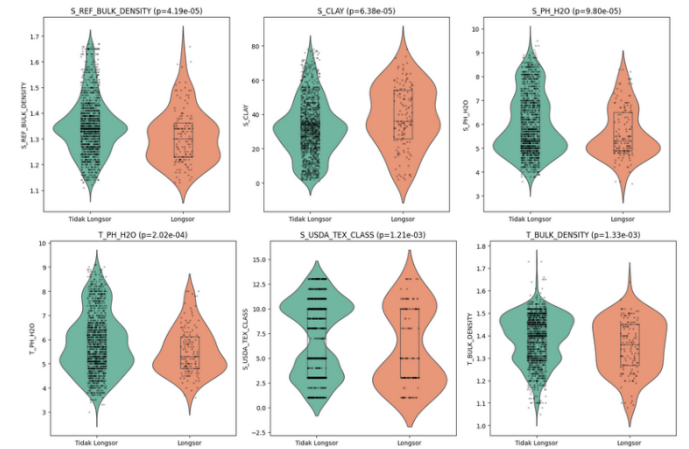 S_REF_BULK_DENSITY (p=4.19e-05)
S_REF_BULK_DENSITY
1.7
1.6
1.5
1.4
1.3
1.2
1.1
Tidak Longsor Longsor
S_CLAY (p=6.38e-05)
S_CLAY
80
60
40
20
0
Tidak Longsor Longsor
S_PH_H2O (p=9.80e-05)
S_PH_H2O
10
9
8
7
6
5
4
3
Tidak Longsor Longsor
T_PH_H2O (p=2.02e-04)
T_PH_H2O
10
9
8
7
6
5
4
3
Tidak Longsor Longsor
S_USDA_TEX_CLASS (p=1.21e-03)
S_USDA_TEX_CLASS
15.0
12.5
10.0
7.5
5.0
2.5
0.0
-2.5
Tidak Longsor Longsor
T_BULK_DENSITY (p=1.33e-03)
T_BULK_DENSITY
1.8
1.7
1.6
1.5
1.4
1.3
1.2
1.1
1.0
Tidak Longsor Longsor